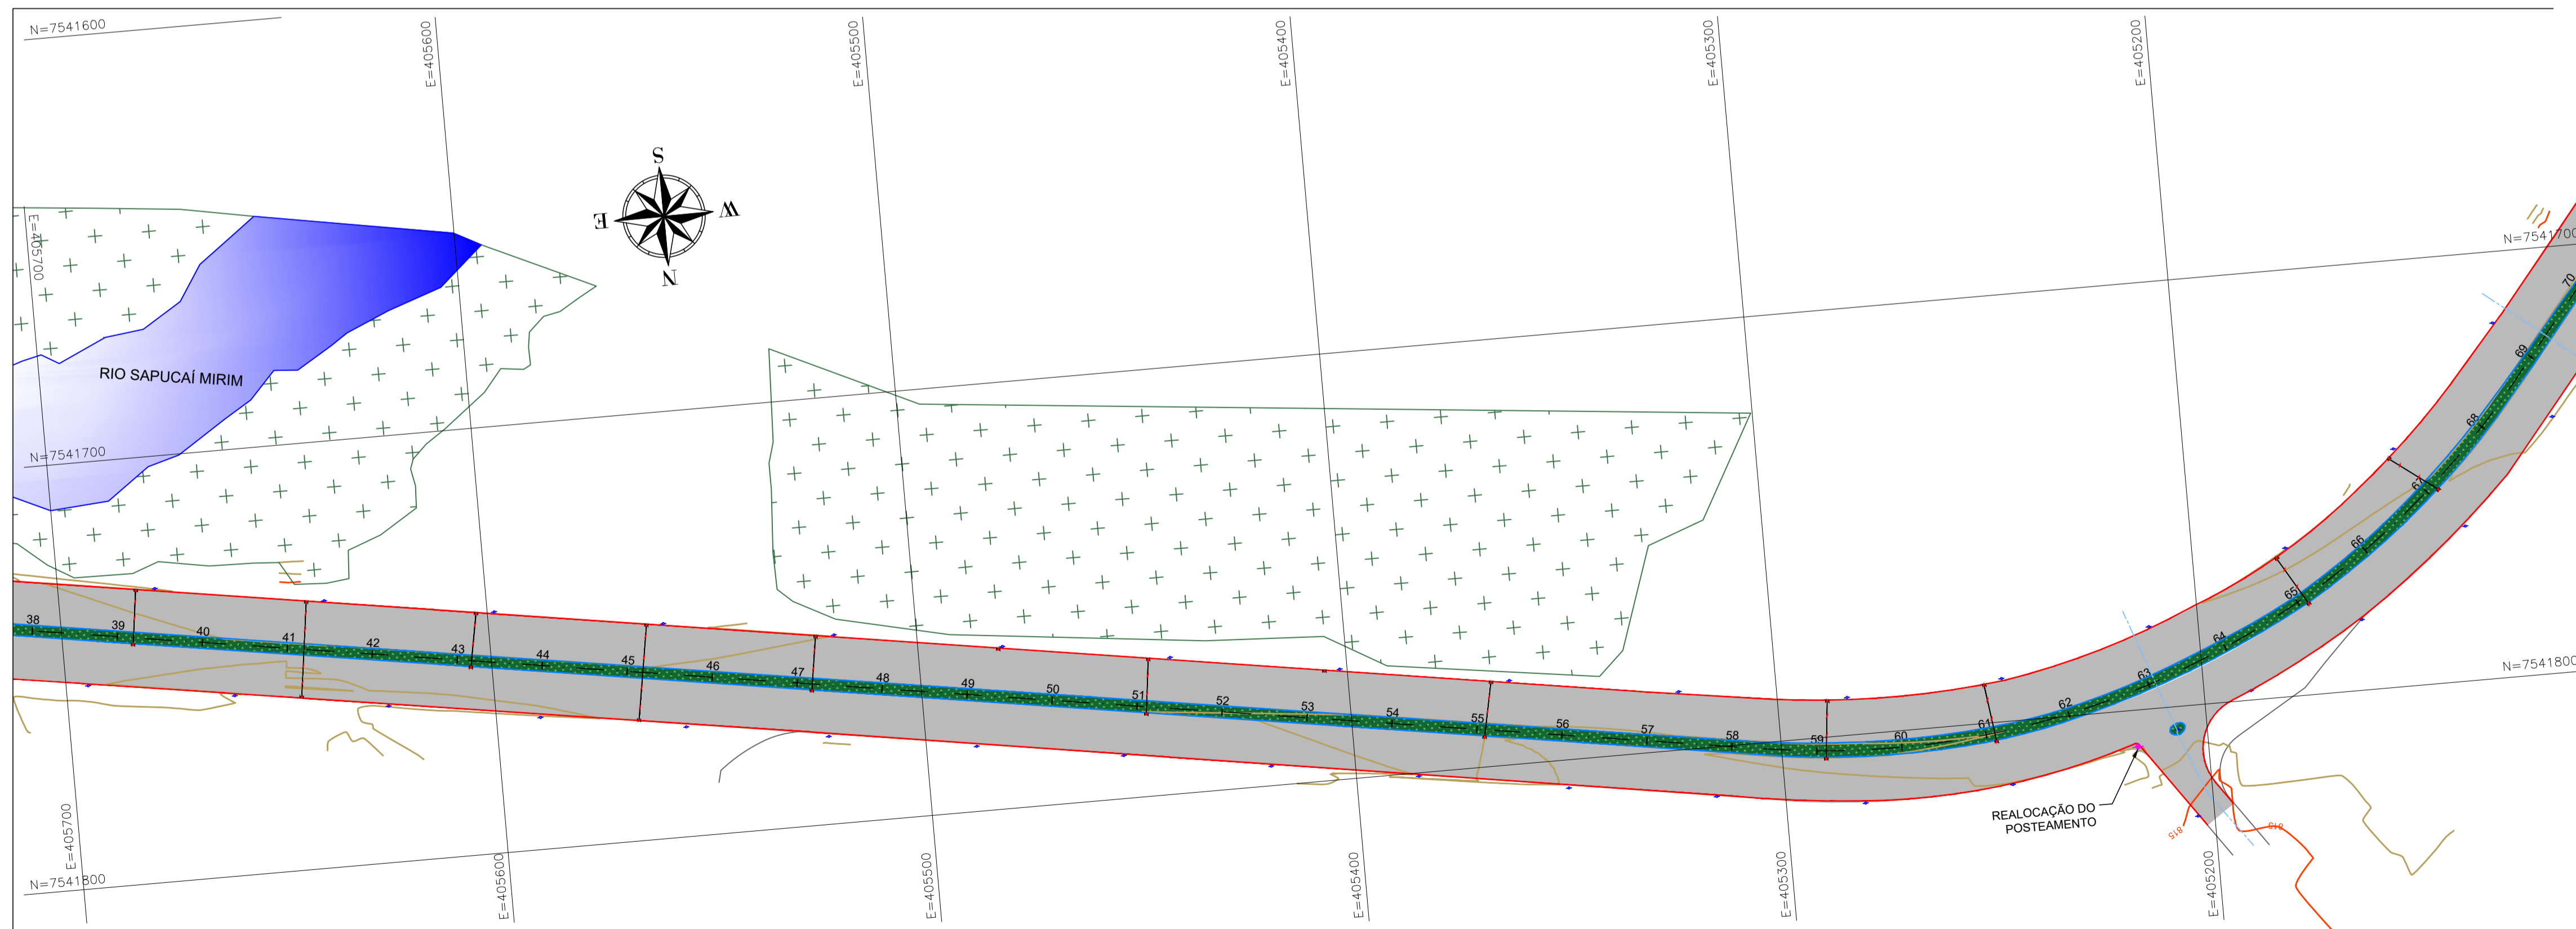 N=7541600
E=405600
E=405500
E=405400
E=405300
E=405200
S
E
W
N
E=405700
N=7541700
RIO SAPUCAÍ MIRIM
N=7541700
38
39
40
41
42
43
44
45
46
47
48
49
50
51
52
53
54
55
56
57
58
59
60
61
62
63
64
65
66
67
68
69
70
N=7541800
REALOCAÇÃO DO
POSTEAMENTO
815
815
E=405700
E=405600
E=405500
E=405400
E=405300
E=405200
N=7541800